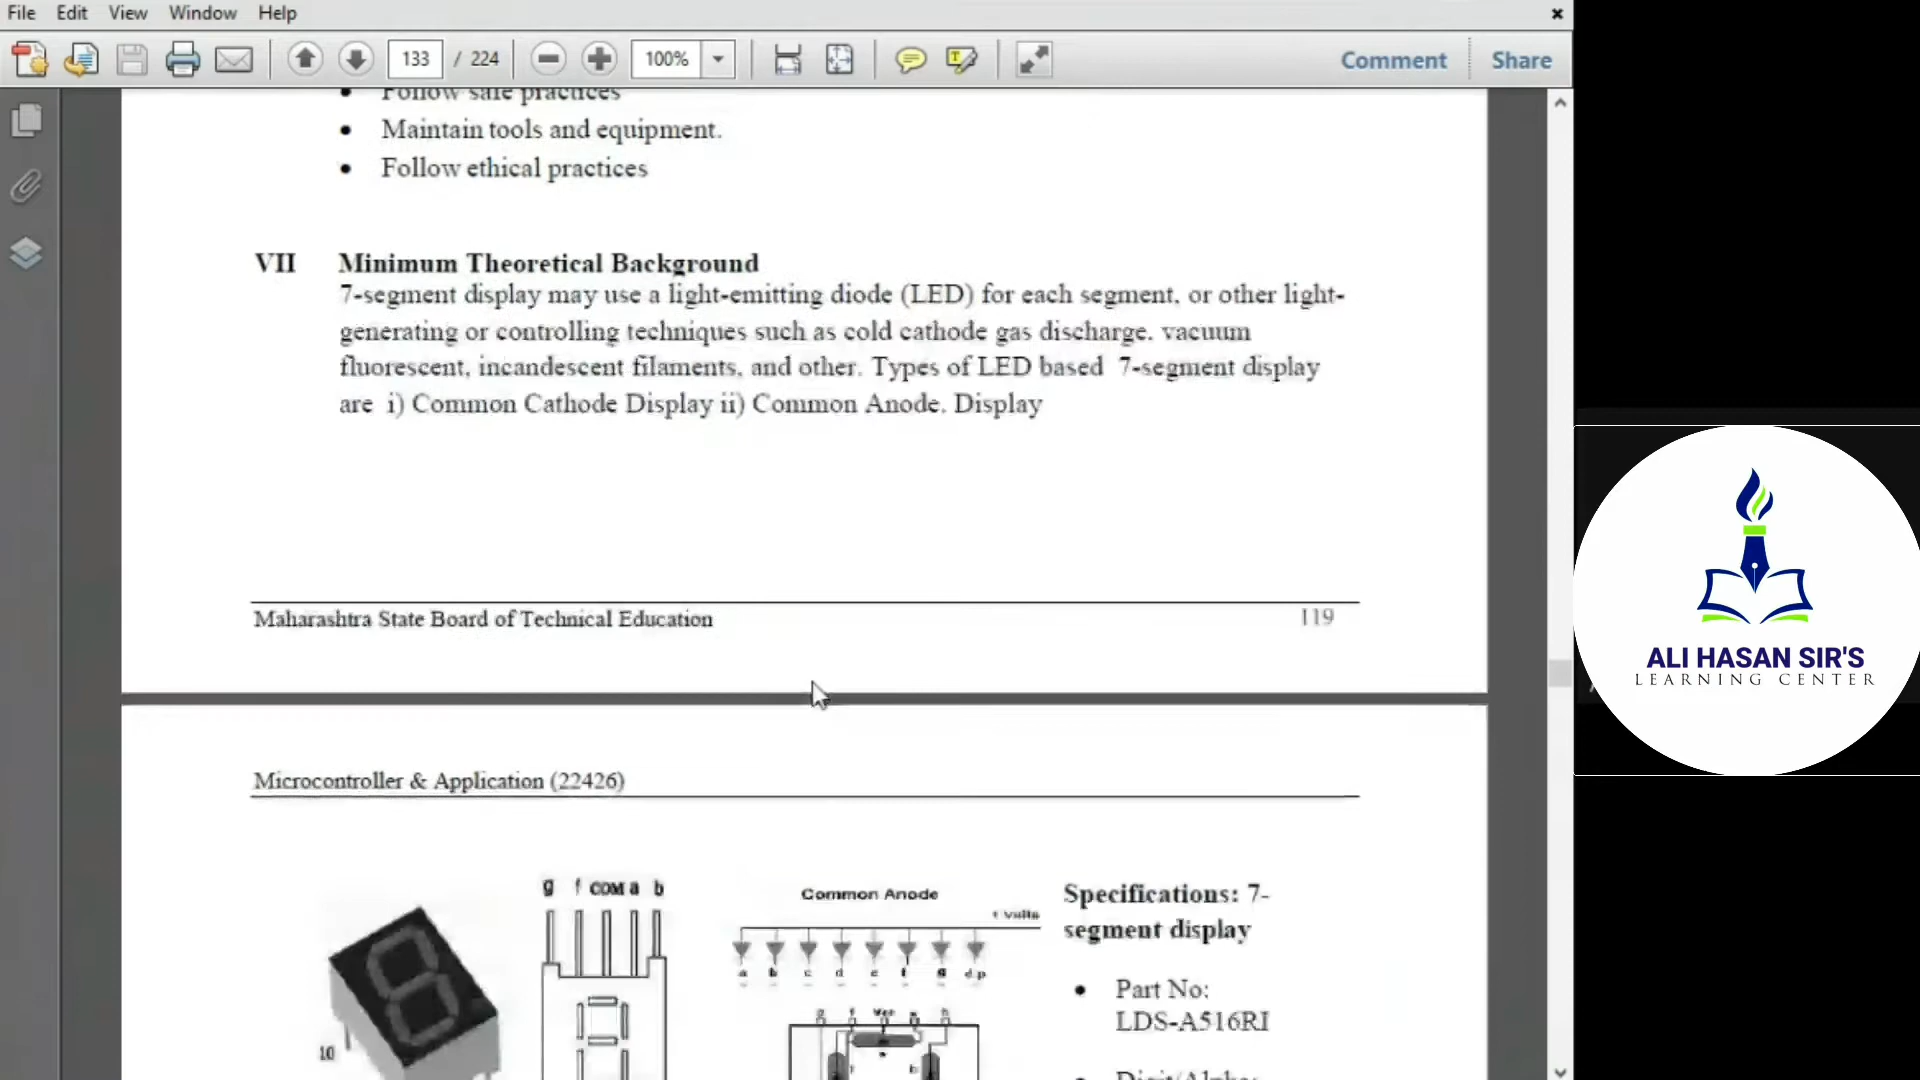 File Edit View Window Help
133 / 224 100% Comment Share
Follow safe practices
Maintain tools and equipment.
Follow ethical practices
VII Minimum Theoretical Background
7-segment display may use a light-emitting diode (LED) for each segment, or other light-
generating or controlling techniques such as cold cathode gas discharge. vacuum
fluorescent, incandescent filaments, and other. Types of LED based 7-segment display
are i) Common Cathode Display ii) Common Anode. Display
Maharashtra State Board of Technical Education 119
Microcontroller & Application (22426)
g f COM a b
10
Common Anode
volts
a b c d e f g d.p
Specifications: 7-
segment display
Part No:
LDS-A516RI
ALI HASAN SIR'S
LEARNING CENTER